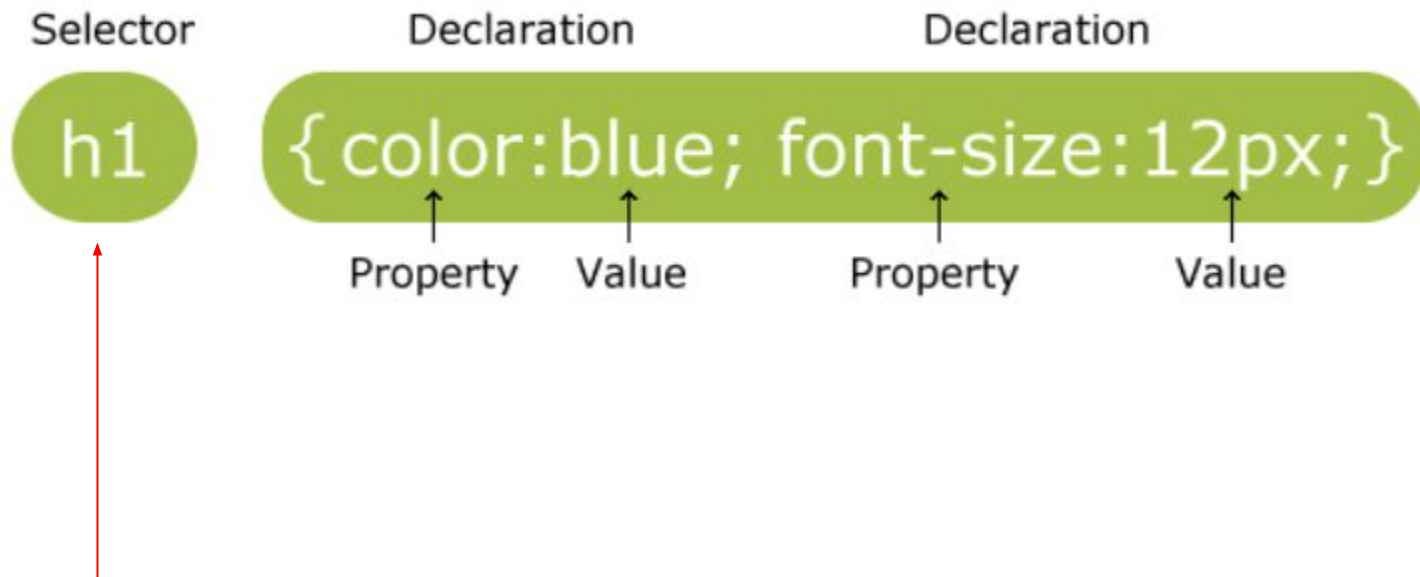 Selector Declaration Declaration
h1 {color:blue; font-size:12px;}
Property Value Property Value